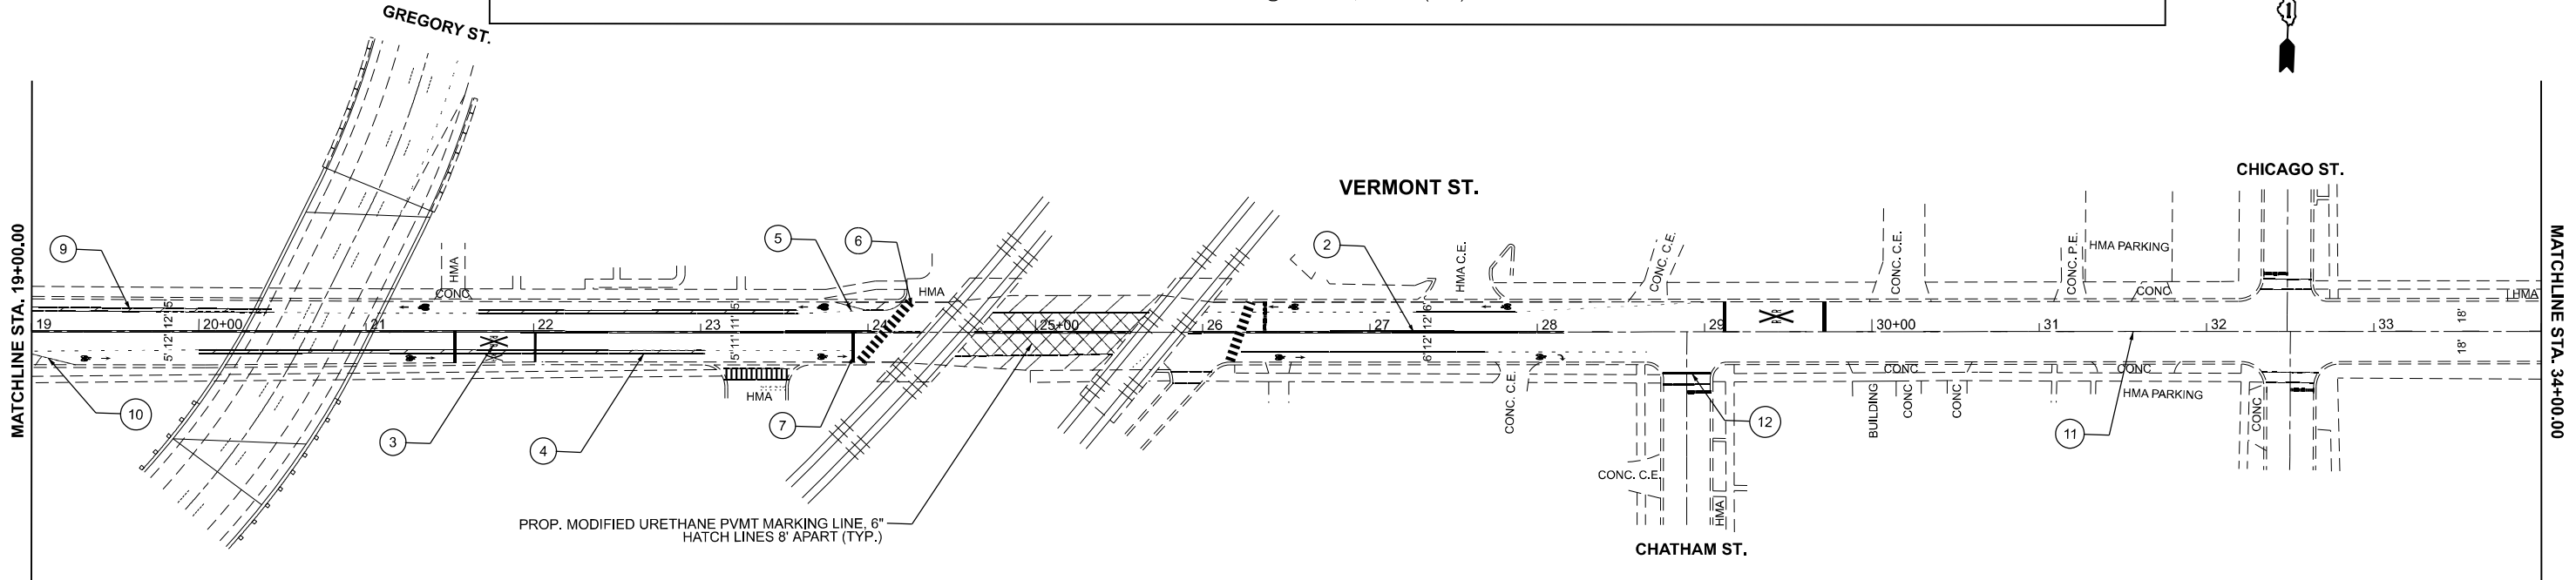 GREGORY ST.
1
VERMONT ST.
CHICAGO ST.
MATCHLINE STA. 19+00.00
MATCHLINE STA. 34+00.00
9
5
6
2
HMA
CONC
HMA
HMA C.E.
CONC. C.E.
CONC. C.E.
CONC. P.E.
HMA PARKING
CONC
HMA
19
20+00
21
22
23
24
25+00
26
27
28
29
30+00
31
32
33
5' 12' 12' 5'
5' 11' 11' 5'
6' 12' 12' 6'
18'
18'
10
3
4
7
12
11
HMA
CONC. C.E.
CONC
CONC
HMA PARKING
BUILDING
CONC
CONC
CONC
CONC. C.E.
HMA
PROP. MODIFIED URETHANE PVMT MARKING LINE, 6"
HATCH LINES 8' APART (TYP.)
CHATHAM ST.